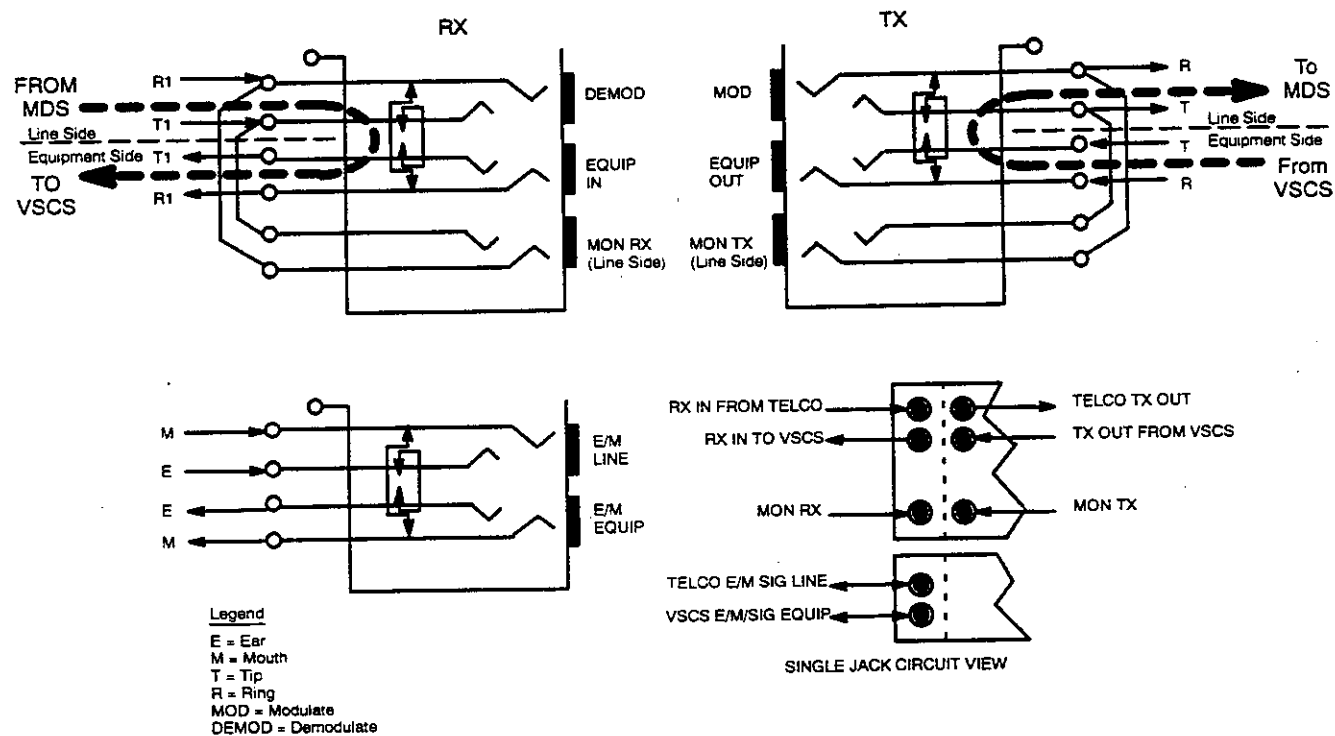 RX
TX
FROM
MDS
R1
T1
Line Side
Equipment Side
T1
TO
VSCS
R1
DEMOD
EQUIP
IN
MON RX
(Line Side)
MOD
EQUIP
OUT
MON TX
(Line Side)
R
To
MDS
T
Line Side
Equipment Side
T
From
VSCS
R
M
E
E
M
E/M
LINE
E/M
EQUIP
RX IN FROM TELCO
TELCO TX OUT
RX IN TO VSCS
TX OUT FROM VSCS
MON RX
MON TX
TELCO E/M SIG LINE
VSCS E/M/SIG EQUIP
SINGLE JACK CIRCUIT VIEW
Legend
E = Ear
M = Mouth
T = Tip
R = Ring
MOD = Modulate
DEMOD = Demodulate